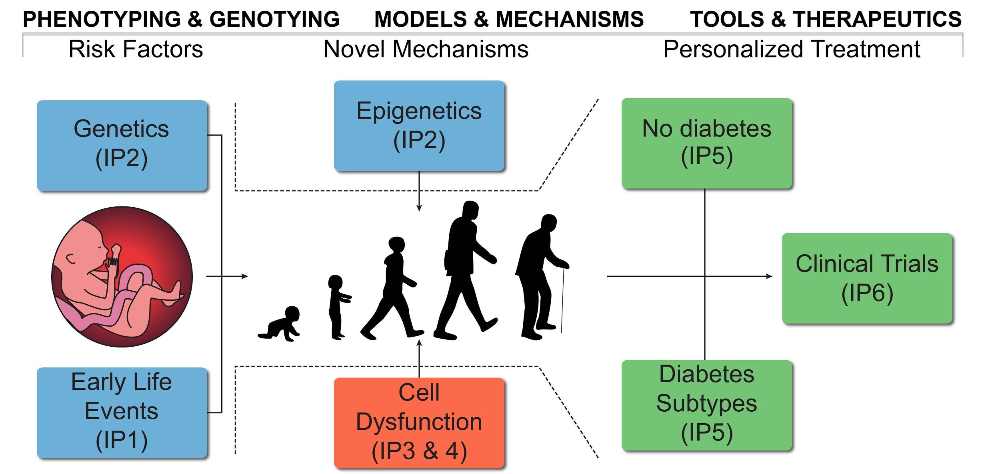 PHENOTYPING & GENOTYING MODELS & MECHANISMS TOOLS & THERAPEUTICS
Risk Factors Novel Mechanisms Personalized Treatment
Genetics
(IP2)
Early Life
Events
(IP1)
Epigenetics
(IP2)
Cell
Dysfunction
(IP3 & 4)
No diabetes
(IP5)
Clinical Trials
(IP6)
Diabetes
Subtypes
(IP5)